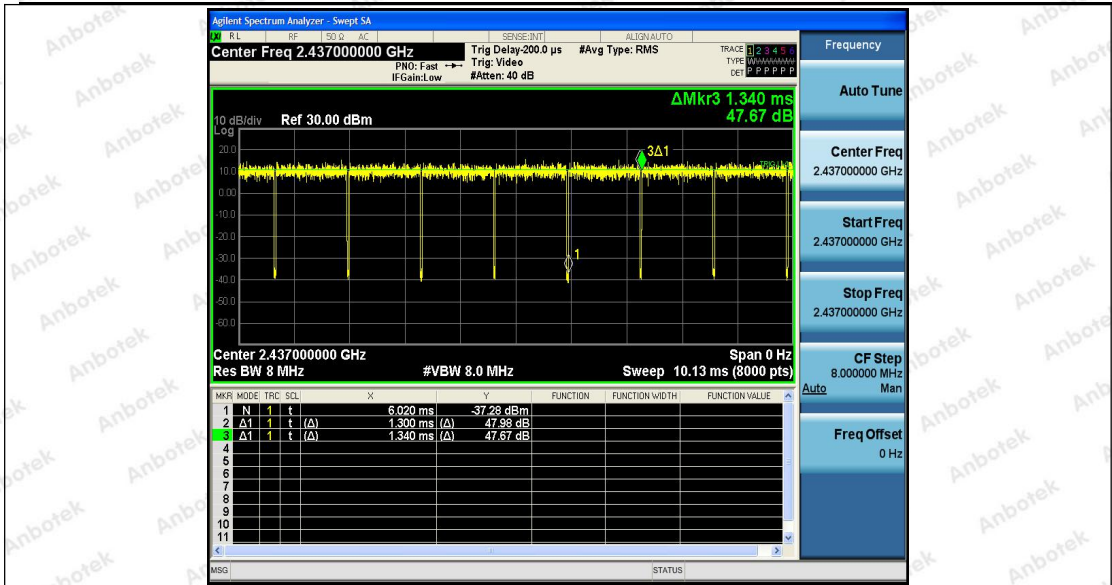 Agilent Spectrum Analyzer - Swept SA
RL RF 50 Ω AC SENSE:INT ALIGNAUTO
Center Freq 2.437000000 GHz
PNO: Fast
IFGain:Low
Trig Delay-200.0 µs
Trig: Video
#Atten: 40 dB
#Avg Type: RMS
TRACE 1 2 3 4 5 6
TYPE
DET P P P P P P
ΔMkr3 1.340 ms
47.67 dB
10 dB/div Ref 30.00 dBm
Log
20.0
10.0
0.00
-10.0
-20.0
-30.0
-40.0
-50.0
-60.0
3Δ1
1
Center 2.437000000 GHz Span 0 Hz
Res BW 8 MHz #VBW 8.0 MHz Sweep 10.13 ms (8000 pts)
MKR MODE TRC SCL X Y FUNCTION FUNCTION WIDTH FUNCTION VALUE
1 N 1 t 6.020 ms -37.28 dBm
2 Δ1 1 t (Δ) 1.300 ms (Δ) 47.98 dB
3 Δ1 1 t (Δ) 1.340 ms (Δ) 47.67 dB
4
5
6
7
8
9
10
11
MSG STATUS
Frequency
Auto Tune
Center Freq
2.437000000 GHz
Start Freq
2.437000000 GHz
Stop Freq
2.437000000 GHz
CF Step
8.000000 MHz
Auto Man
Freq Offset
0 Hz
Anbotek